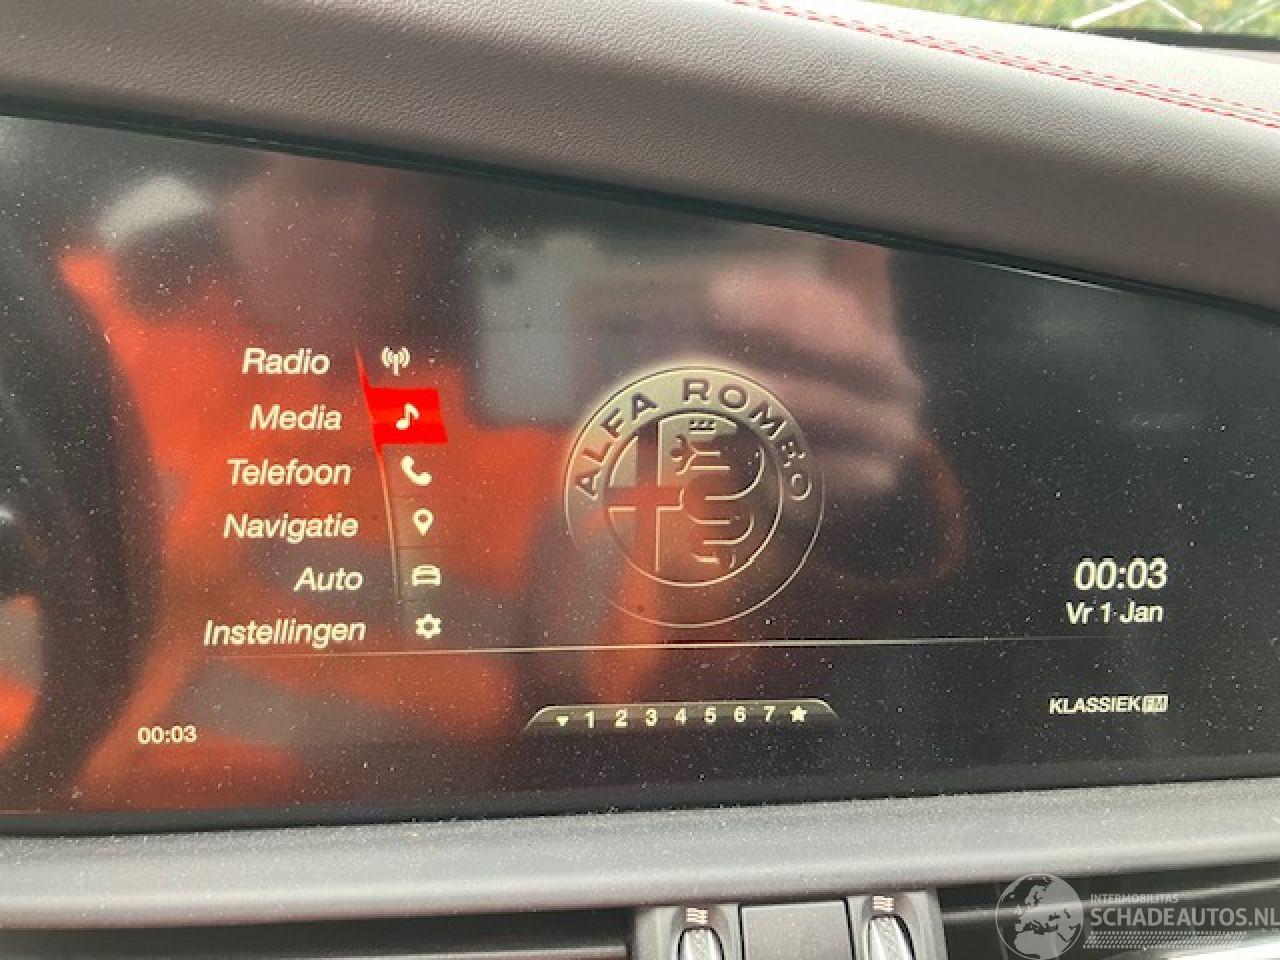 Radio
Media
Telefoon
Navigatie
Auto
Instellingen
ALFA ROMEO
00:03
Vr 1 Jan
KLASSIEK FM
1 2 3 4 5 6 7
00:03
INTERMOBILITAS
SCHADEAUTOS.NL